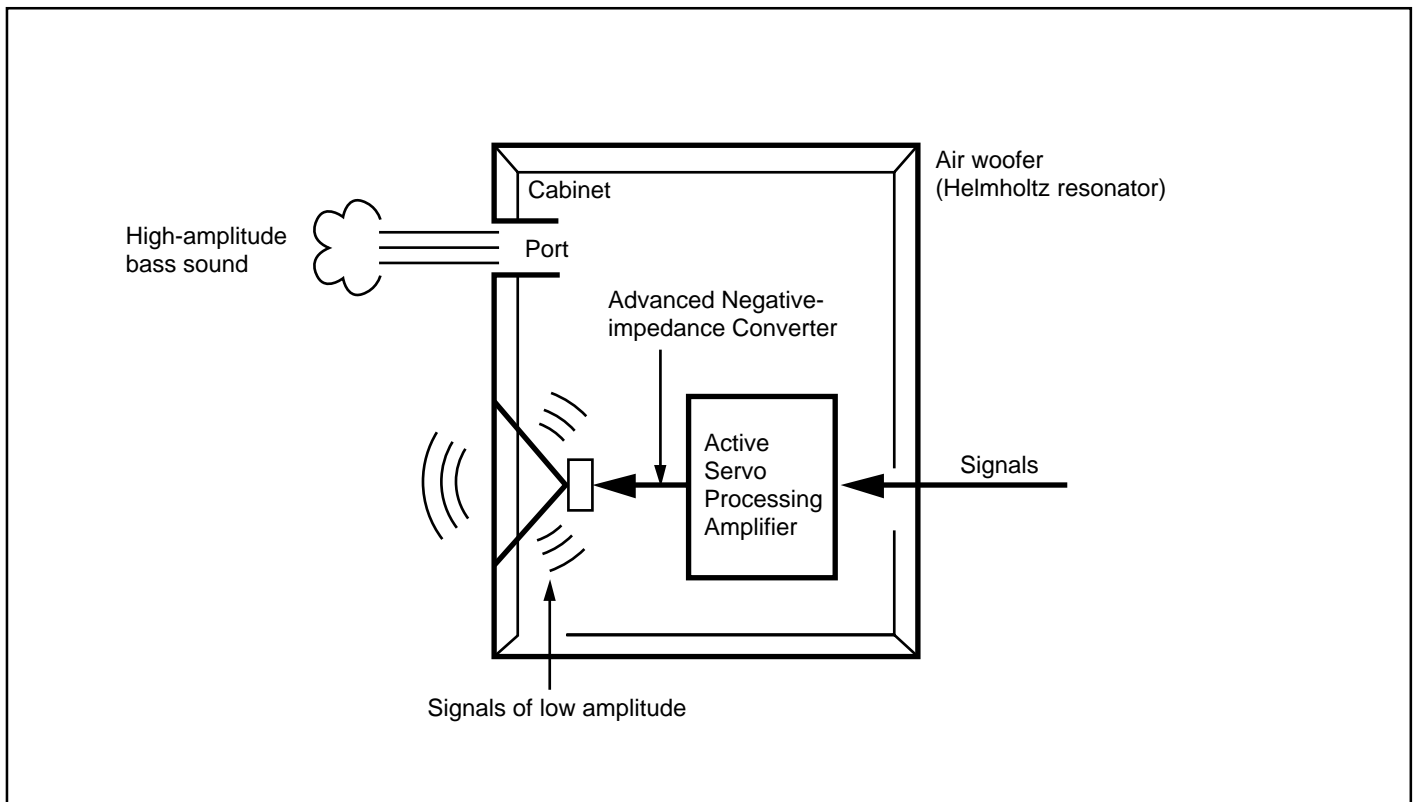 Air woofer
(Helmholtz resonator)
Cabinet
High-amplitude
bass sound
Port
Advanced Negative-
impedance Converter
Active
Servo
Processing
Amplifier
Signals
Signals of low amplitude